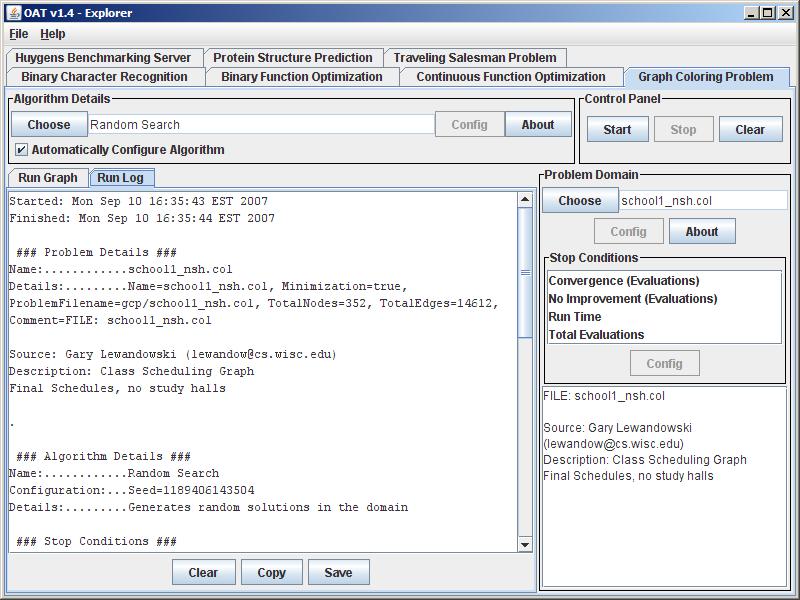 OAT v1.4 - Explorer
File Help
Huygens Benchmarking Server Protein Structure Prediction Traveling Salesman Problem
Binary Character Recognition Binary Function Optimization Continuous Function Optimization Graph Coloring Problem
Algorithm Details
Choose Random Search Config About
Automatically Configure Algorithm
Control Panel
Start Stop Clear
Run Graph Run Log
Started: Mon Sep 10 16:35:43 EST 2007
Finished: Mon Sep 10 16:35:44 EST 2007
### Problem Details ###
Name:............school1_nsh.col
Details:.........Name=school1_nsh.col, Minimization=true,
ProblemFilename=gcp/school1_nsh.col, TotalNodes=352, TotalEdges=14612,
Comment=FILE: school1_nsh.col
Source: Gary Lewandowski (lewandow@cs.wisc.edu)
Description: Class Scheduling Graph
Final Schedules, no study halls
.
### Algorithm Details ###
Name:............Random Search
Configuration:...Seed=1189406143504
Details:.........Generates random solutions in the domain
### Stop Conditions ###
Clear Copy Save
Problem Domain
Choose school1_nsh.col
Config About
Stop Conditions
Convergence (Evaluations)
No Improvement (Evaluations)
Run Time
Total Evaluations
Config
FILE: school1_nsh.col
Source: Gary Lewandowski
(lewandow@cs.wisc.edu)
Description: Class Scheduling Graph
Final Schedules, no study halls